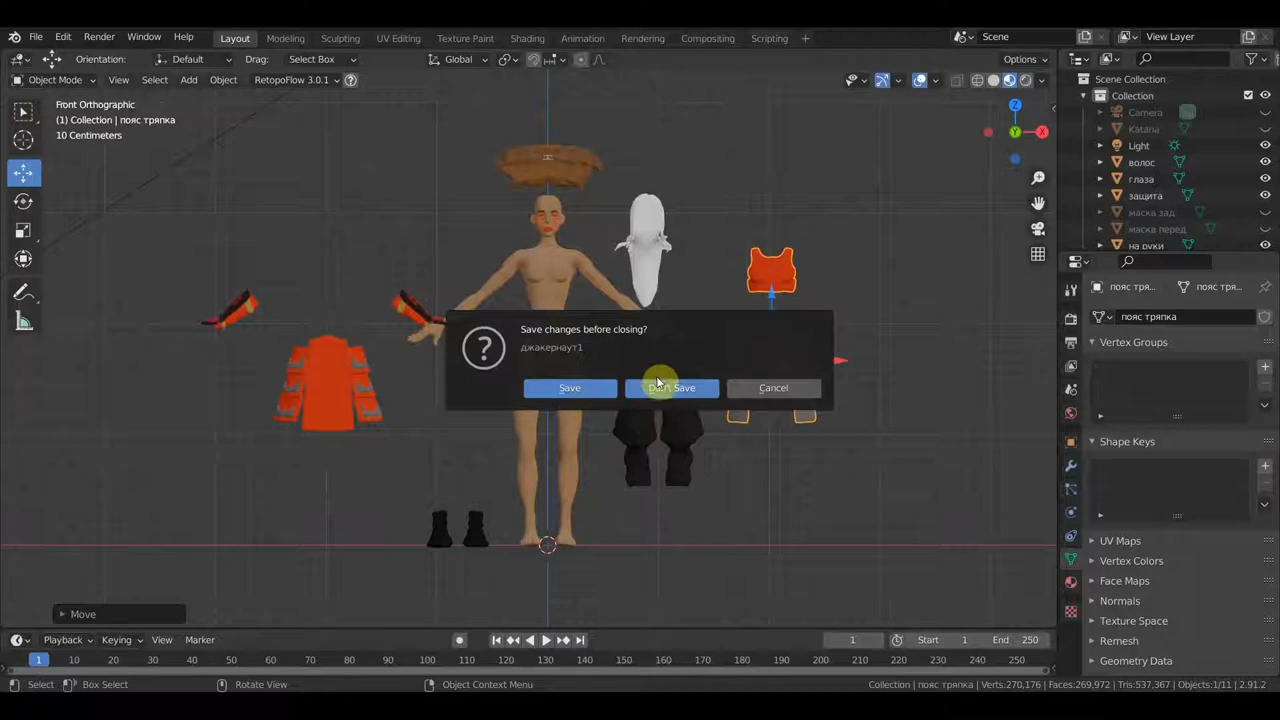 File Edit Render Window Help Layout Modeling Sculpting UV Editing Texture Paint Shading Animation Rendering Compositing Scripting + Scene View Layer
Orientation: Default Drag: Select Box Global Options
Object Mode View Select Add Object RetopoFlow 3.0.1
Front Orthographic
(1) Collection | пояс тряпка
10 Centimeters
Z
Y
X
Scene Collection
Collection
Camera
Katana
Light
волос
глаза
защита
маска зад
маска перед
на руки
Save changes before closing?
джакернаут1
Save Don't Save Cancel
пояс тря... пояс тря...
пояс тряпка
Vertex Groups
Shape Keys
UV Maps
Vertex Colors
Face Maps
Normals
Texture Space
Remesh
Geometry Data
Move
Playback Keying View Marker 1 Start 1 End 250
1 10 20 30 40 50 60 70 80 90 100 110 120 130 140 150 160 170 180 190 200 210 220 230 240 250
Select Box Select Rotate View Object Context Menu Collection | пояс тряпка | Verts:270,176 | Faces:269,972 | Tris:537,367 | Objects:1/11 | 2.91.2